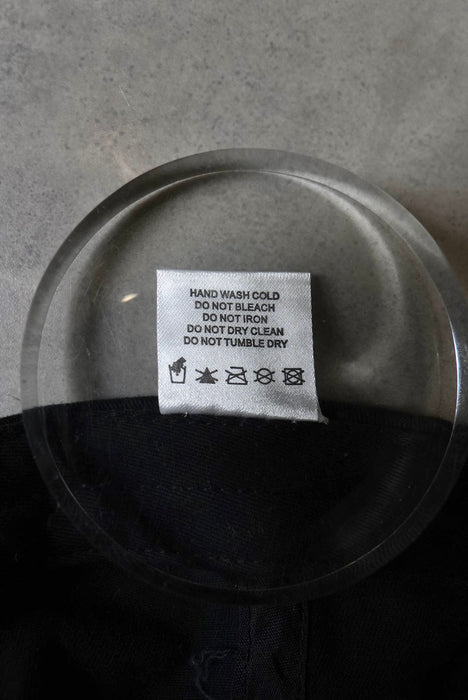 HAND WASH COLD
DO NOT BLEACH
DO NOT IRON
DO NOT DRY CLEAN
DO NOT TUMBLE DRY